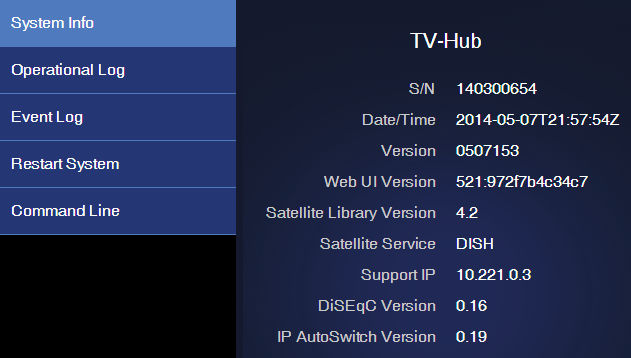 System Info
Operational Log
Event Log
Restart System
Command Line
TV-Hub
S/N 140300654
Date/Time 2014-05-07T21:57:54Z
Version 0507153
Web UI Version 521:972f7b4c34c7
Satellite Library Version 4.2
Satellite Service DISH
Support IP 10.221.0.3
DiSEqC Version 0.16
IP AutoSwitch Version 0.19